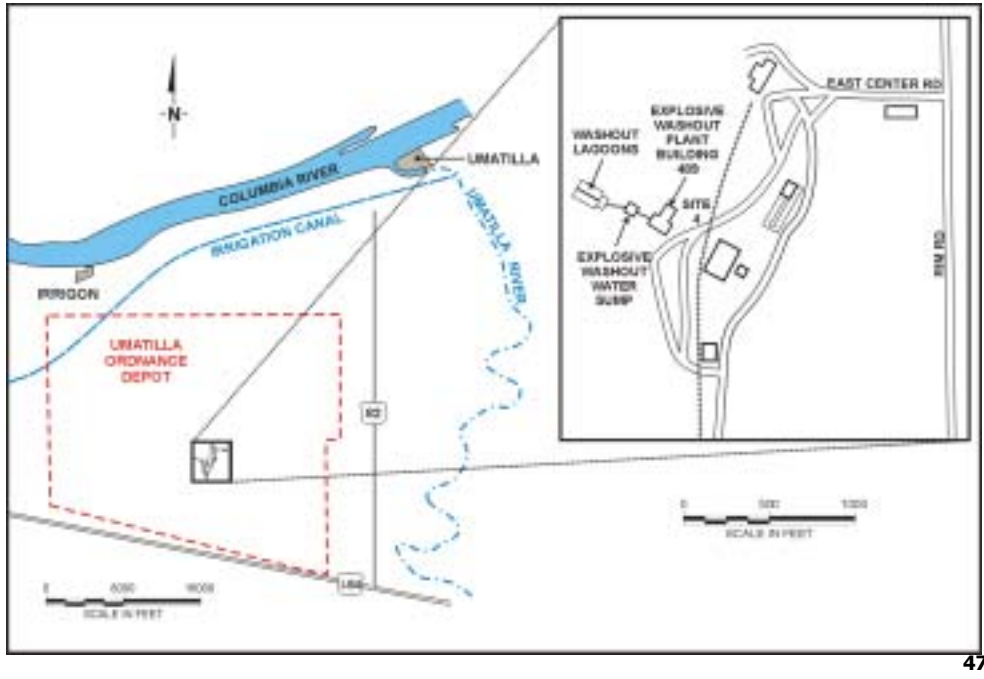 N
COLUMBIA RIVER
UMATILLA
IRRIGATION CANAL
UMATILLA RIVER
IRRIGON
UMATILLA
ORDNANCE
DEPOT
82
0
SCALE IN FEET
EAST CENTER RD
EXPLOSIVE
WASHOUT
PLANT
BUILDING
WASHOUT
LAGOONS
SITE
4
EXPLOSIVE
WASHOUT
WATER
SUMP
RIM RD
0 500 1000
SCALE IN FEET
47